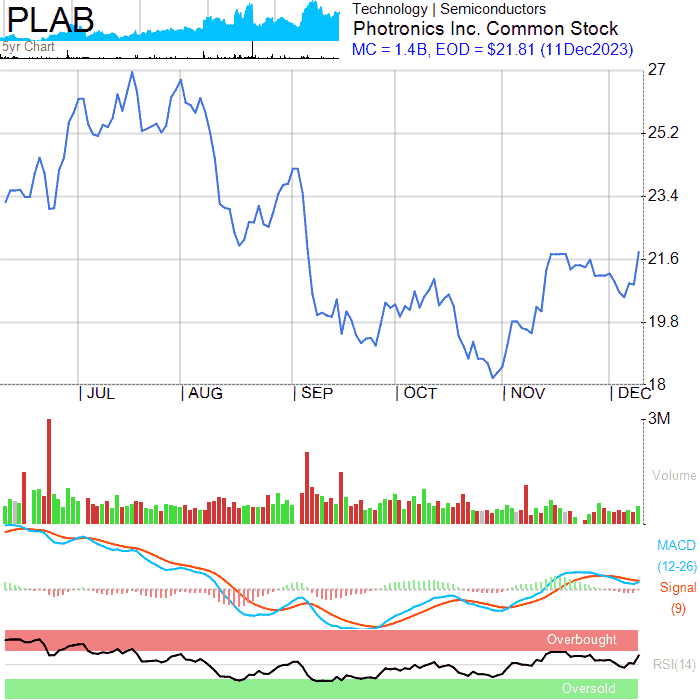 PLAB
5yr Chart
Technology | Semiconductors
Photronics Inc. Common Stock
MC = 1.4B, EOD = $21.81 (11Dec2023)
27
25.2
23.4
21.6
19.8
18
JUL
AUG
SEP
OCT
NOV
DEC
3M
Volume
MACD
(12-26)
Signal
(9)
Overbought
RSI(14)
Oversold